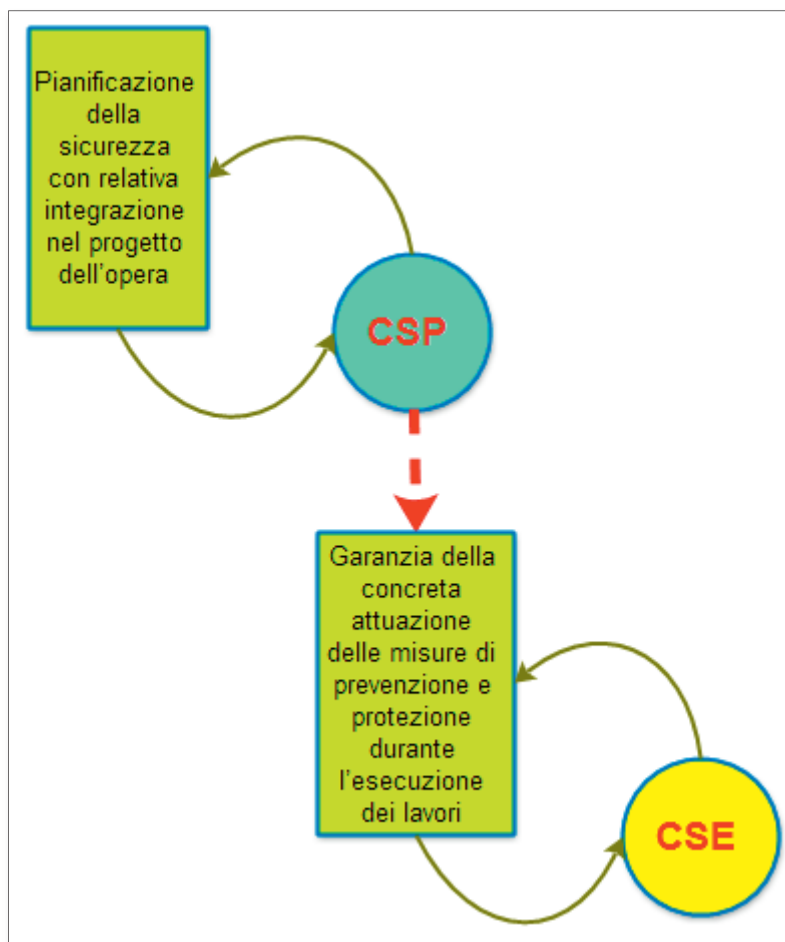 Pianificazione
della
sicurezza
con relativa
integrazione
nel progetto
dell'opera
CSP
Garanzia della
concreta
attuazione
delle misure di
prevenzione e
protezione
durante
l'esecuzione
dei lavori
CSE